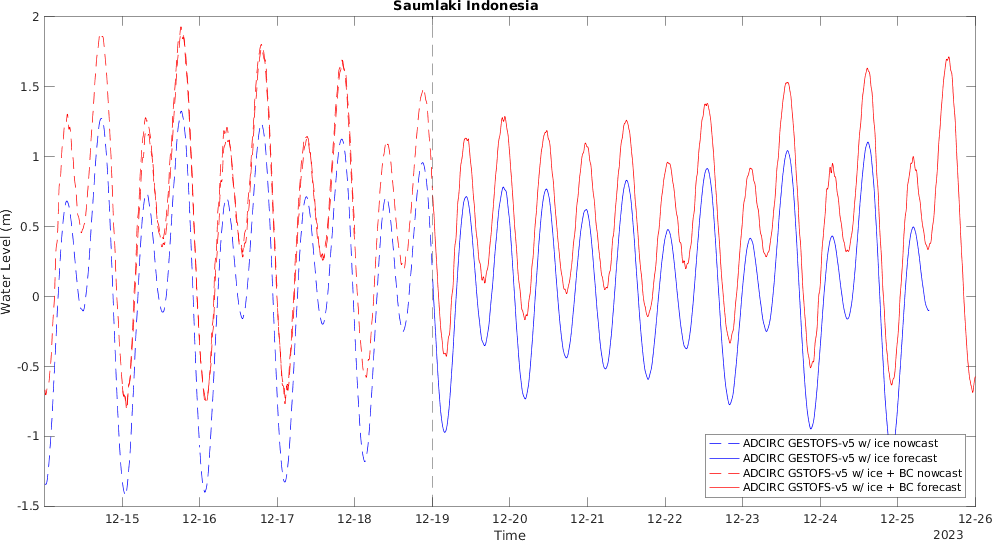 Saumlaki Indonesia
Water Level (m)
2
1.5
1
0.5
0
-0.5
-1
-1.5
ADCIRC GESTOFS-v5 w/ ice nowcast
ADCIRC GESTOFS-v5 w/ ice forecast
ADCIRC GSTOFS-v5 w/ ice + BC nowcast
ADCIRC GSTOFS-v5 w/ ice + BC forecast
12-15 12-16 12-17 12-18 12-19 12-20 12-21 12-22 12-23 12-24 12-25 12-26
Time
2023